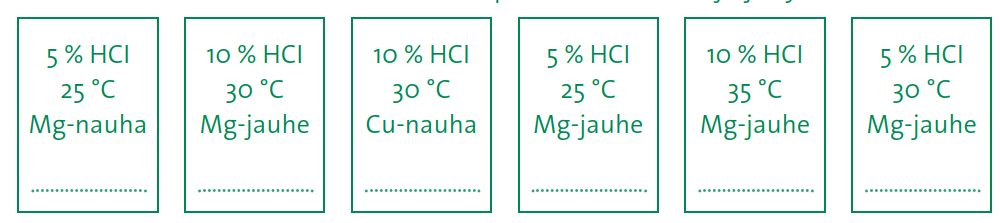 5 % HCl
25 °C
Mg-nauha
10 % HCl
30 °C
Mg-jauhe
10 % HCl
30 °C
Cu-nauha
5 % HCl
25 °C
Mg-jauhe
10 % HCl
35 °C
Mg-jauhe
5 % HCl
30 °C
Mg-jauhe